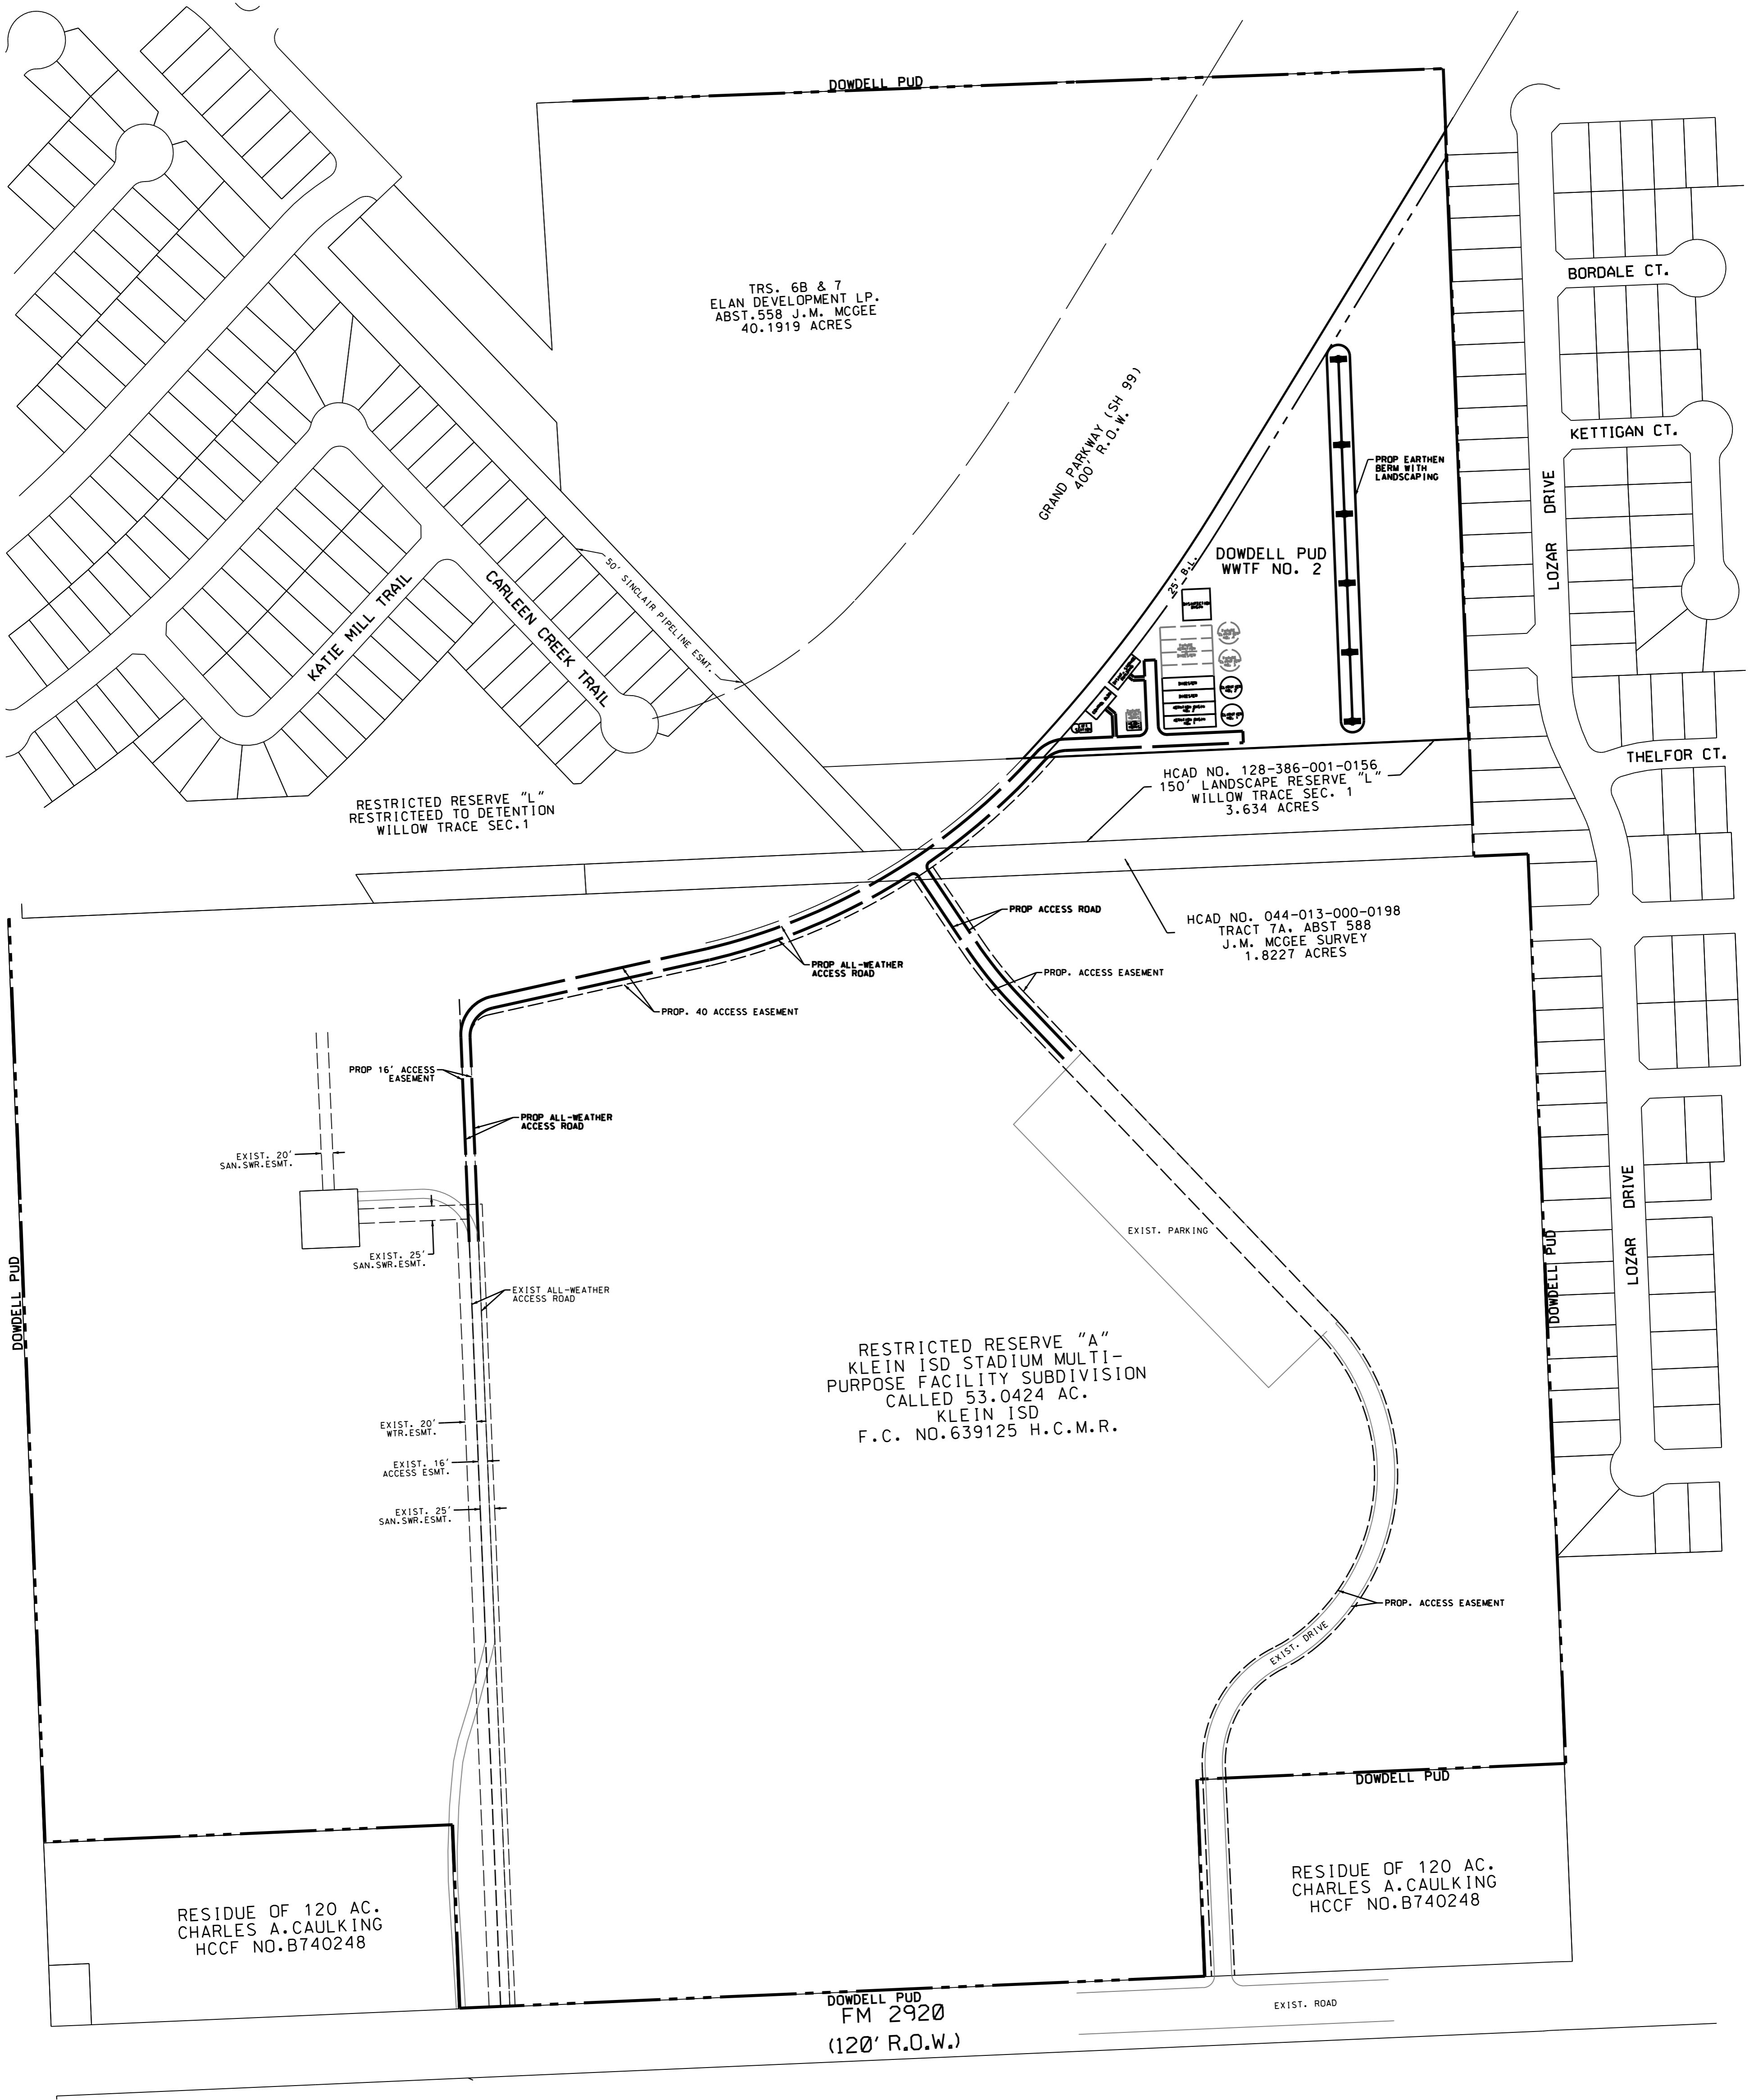 DOWDELL PUD
TRS. 6B & 7
ELAN DEVELOPMENT LP.
ABST.558 J.M. MCGEE
40.1919 ACRES
BORDALE CT.
GRAND PARKWAY (SH 99)
400' R.O.W.
KETTIGAN CT.
PROP EARTHEN
BERM WITH
LANDSCAPING
LOZAR DRIVE
DOWDELL PUD
WWTF NO. 2
25' B.L.
50' SINCLAIR PIPELINE ESMT.
CARLEEN CREEK TRAIL
KATIE MILL TRAIL
THELFOR CT.
HCAD NO. 128-386-001-0156
150' LANDSCAPE RESERVE "L"
WILLOW TRACE SEC. 1
3.634 ACRES
RESTRICTED RESERVE "L"
RESTRICTEED TO DETENTION
WILLOW TRACE SEC.1
PROP ACCESS ROAD
HCAD NO. 044-013-000-0198
TRACT 7A, ABST 588
J.M. MCGEE SURVEY
1.8227 ACRES
PROP ALL-WEATHER
ACCESS ROAD
PROP. ACCESS EASEMENT
PROP. 40 ACCESS EASEMENT
PROP 16' ACCESS
EASEMENT
PROP ALL-WEATHER
ACCESS ROAD
EXIST. 20'
SAN.SWR.ESMT.
EXIST. 25'
SAN.SWR.ESMT.
EXIST ALL-WEATHER
ACCESS ROAD
EXIST. PARKING
LOZAR DRIVE
DOWDELL PUD
DOWDELL PUD
RESTRICTED RESERVE "A"
KLEIN ISD STADIUM MULTI-
PURPOSE FACILITY SUBDIVISION
CALLED 53.0424 AC.
KLEIN ISD
F.C. NO.639125 H.C.M.R.
EXIST. 20'
WTR.ESMT.
EXIST. 16'
ACCESS ESMT.
EXIST. 25'
SAN.SWR.ESMT.
PROP. ACCESS EASEMENT
EXIST. DRIVE
DOWDELL PUD
RESIDUE OF 120 AC.
CHARLES A.CAULKING
HCCF NO.B740248
RESIDUE OF 120 AC.
CHARLES A.CAULKING
HCCF NO.B740248
DOWDELL PUD
FM 2920
(120' R.O.W.)
EXIST. ROAD